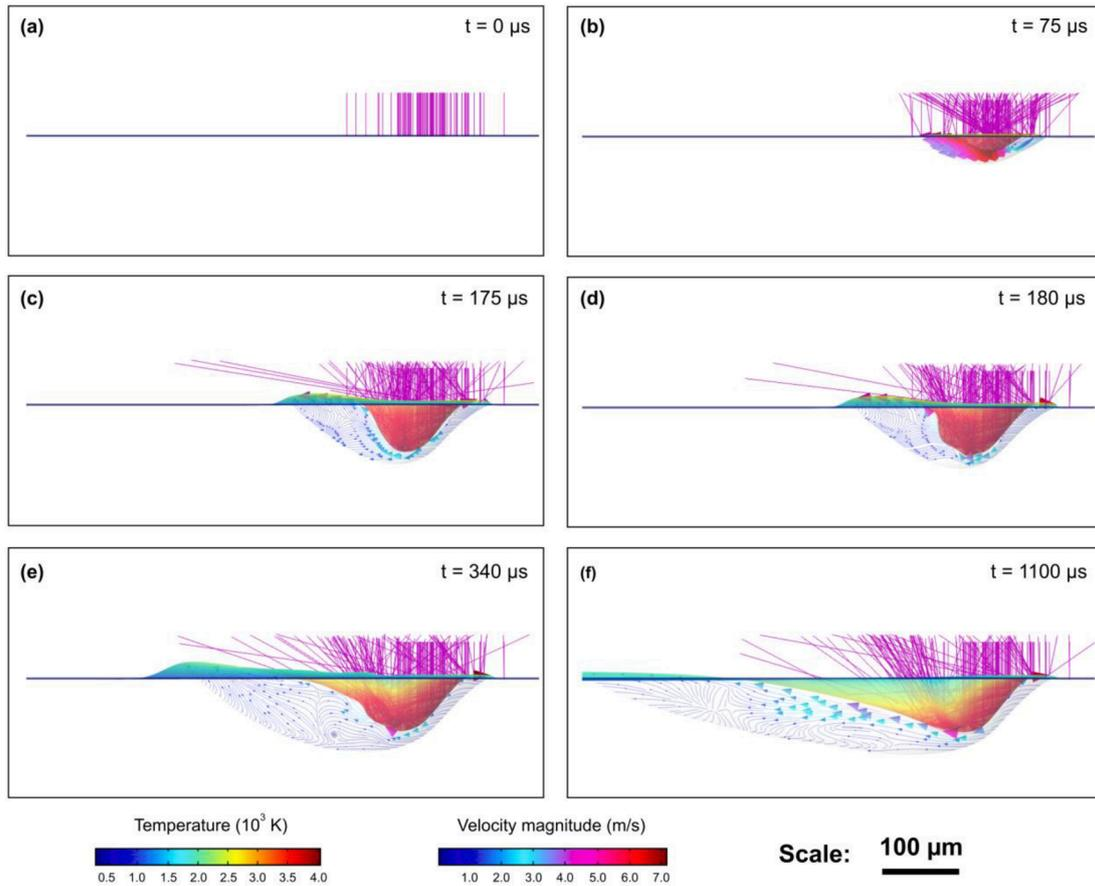 (a) t = 0 µs
(b) t = 75 µs
(c) t = 175 µs
(d) t = 180 µs
(e) t = 340 µs
(f) t = 1100 µs
Temperature (10³ K)
0.5 1.0 1.5 2.0 2.5 3.0 3.5 4.0
Velocity magnitude (m/s)
1.0 2.0 3.0 4.0 5.0 6.0 7.0
Scale: 100 µm